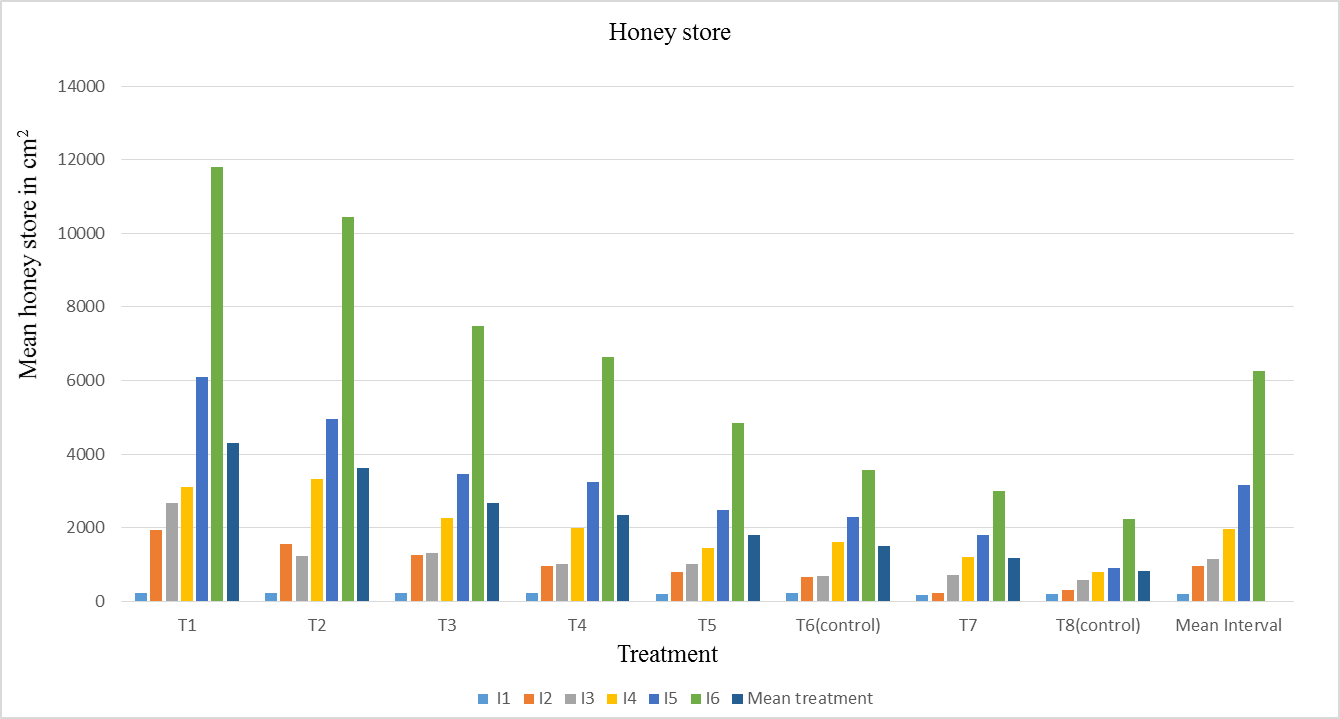 Honey store
Mean honey store in cm²
14000
12000
10000
8000
6000
4000
2000
0
T1 T2 T3 T4 T5 T6(control) T7 T8(control) Mean Interval
Treatment
I1 I2 I3 I4 I5 I6 Mean treatment